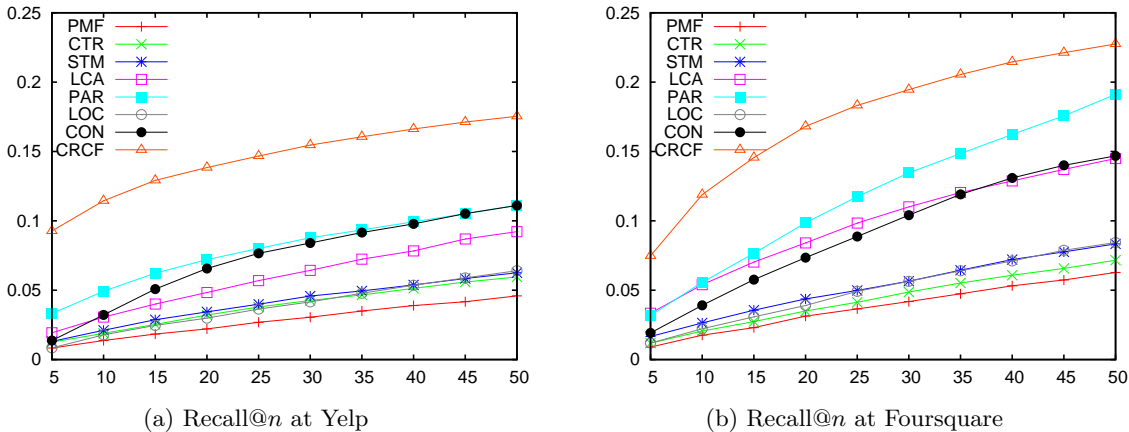 0.25
0.2
0.15
0.1
0.05
0
5 10 15 20 25 30 35 40 45 50
PMF
CTR
STM
LCA
PAR
LOC
CON
CRCF
(a) Recall@n at Yelp
0.25
0.2
0.15
0.1
0.05
0
5 10 15 20 25 30 35 40 45 50
PMF
CTR
STM
LCA
PAR
LOC
CON
CRCF
(b) Recall@n at Foursquare